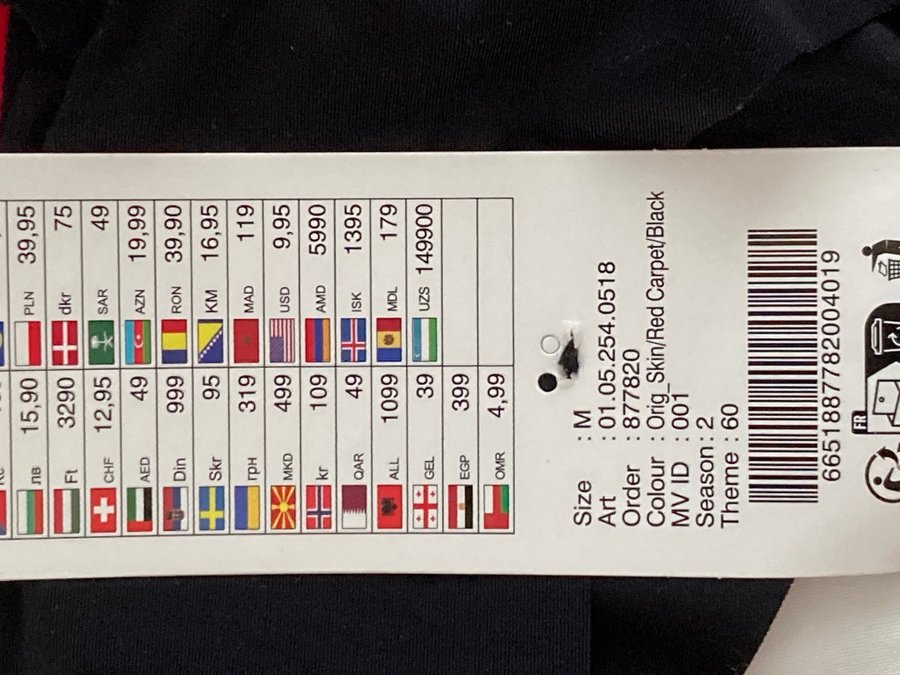 лв 15,90 PLN 39,95
Ft 3290 dkr 75
CHF 12,95 SAR 49
AED 49 AZN 19,99
Din 999 RON 39,90
Skr 95 KM 16,95
грн 319 MAD 119
MKD 499 USD 9,95
kr 109 AMD 5990
QAR 49 ISK 1395
ALL 1099 MDL 179
GEL 39 UZS 149900
EGP 399
OMR 4,99
Size : M
Art : 01.05.254.0518
Order : 877820
Colour : Orig_Skin/Red Carpet/Black
MV ID : 001
Season : 2
Theme : 60
6651887782004019
FR